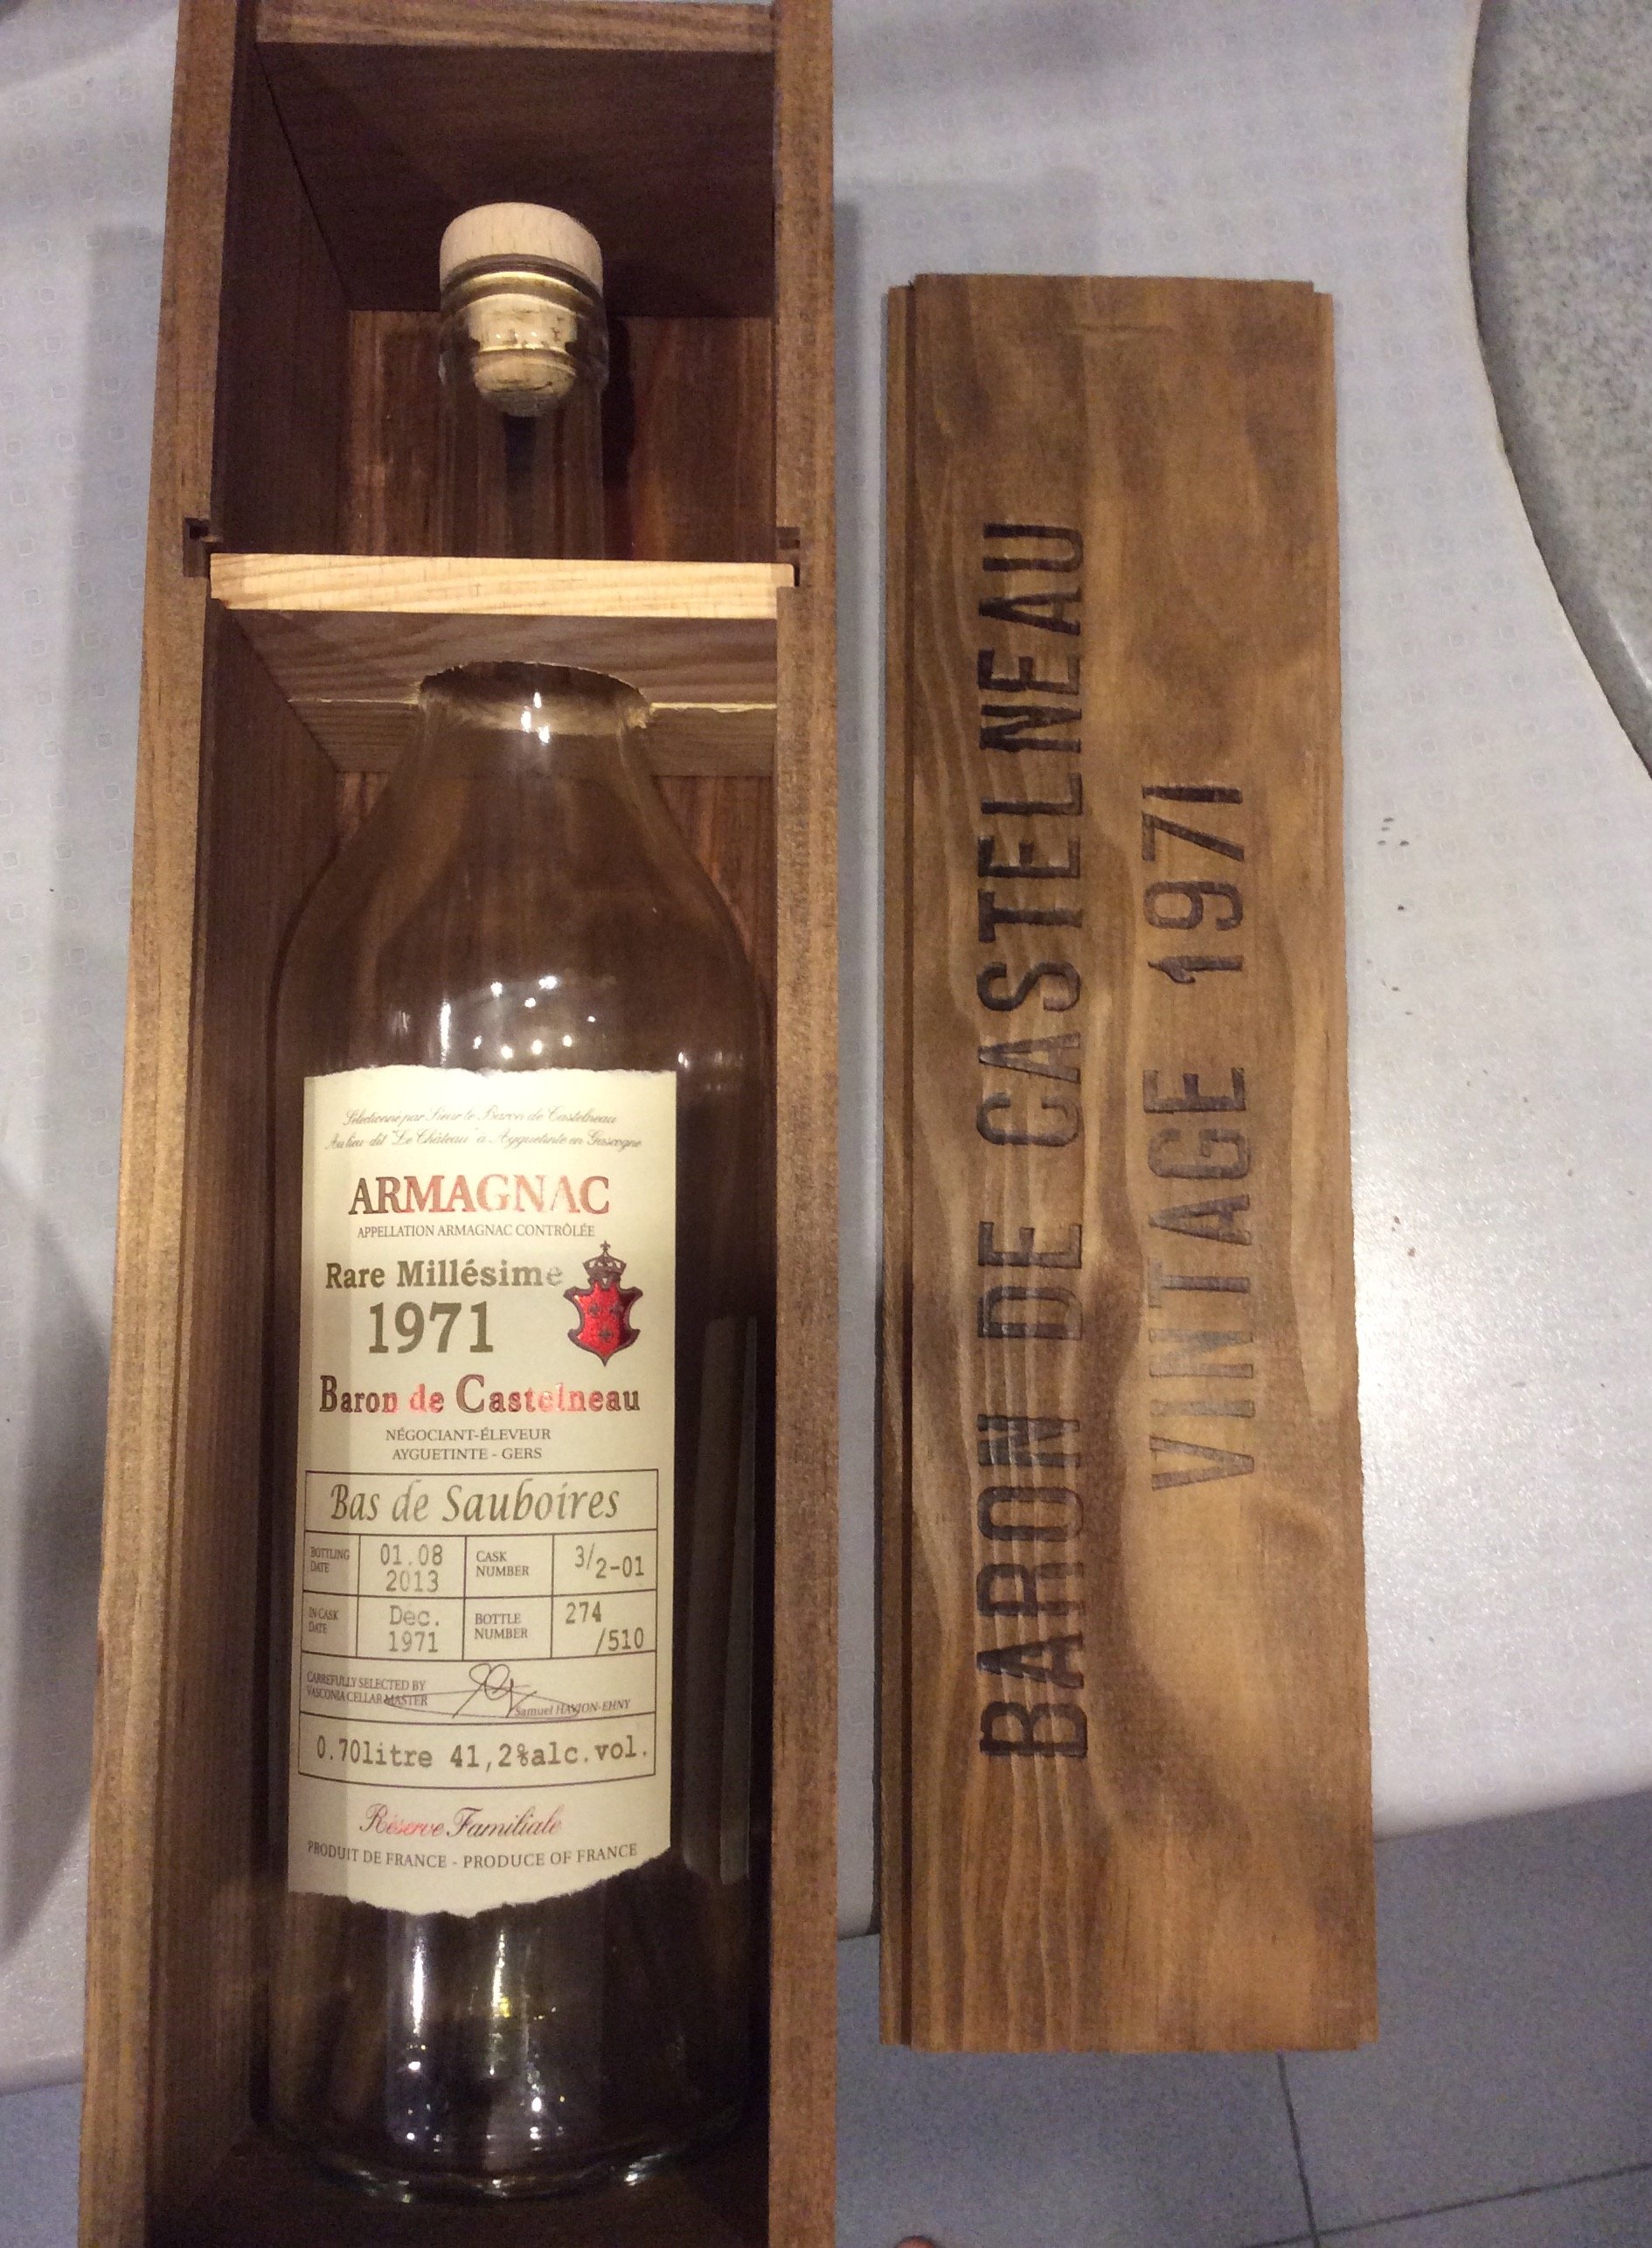 Sélectionné par Sieur le Baron de Castelneau
Au lieu-dit "Le Château" à Ayguetinte en Gascogne
ARMAGNAC
APPELLATION ARMAGNAC CONTRÔLÉE
Rare Millésime
1971
Baron de Castelneau
NÉGOCIANT-ÉLEVEUR
AYGUETINTE - GERS
Bas de Sauboires
BOTTLING DATE
01.08
2013
CASK NUMBER
3/2-01
IN CASK DATE
Dec.
1971
BOTTLE NUMBER
274
/510
CARREFULLY SELECTED BY
VASCONIA CELLAR MASTER
Samuel HAVJON-EHNY
0.70litre 41,2%alc.vol.
Réserve Familiale
PRODUIT DE FRANCE - PRODUCE OF FRANCE
BARON DE CASTELNEAU
VINTAGE 1971